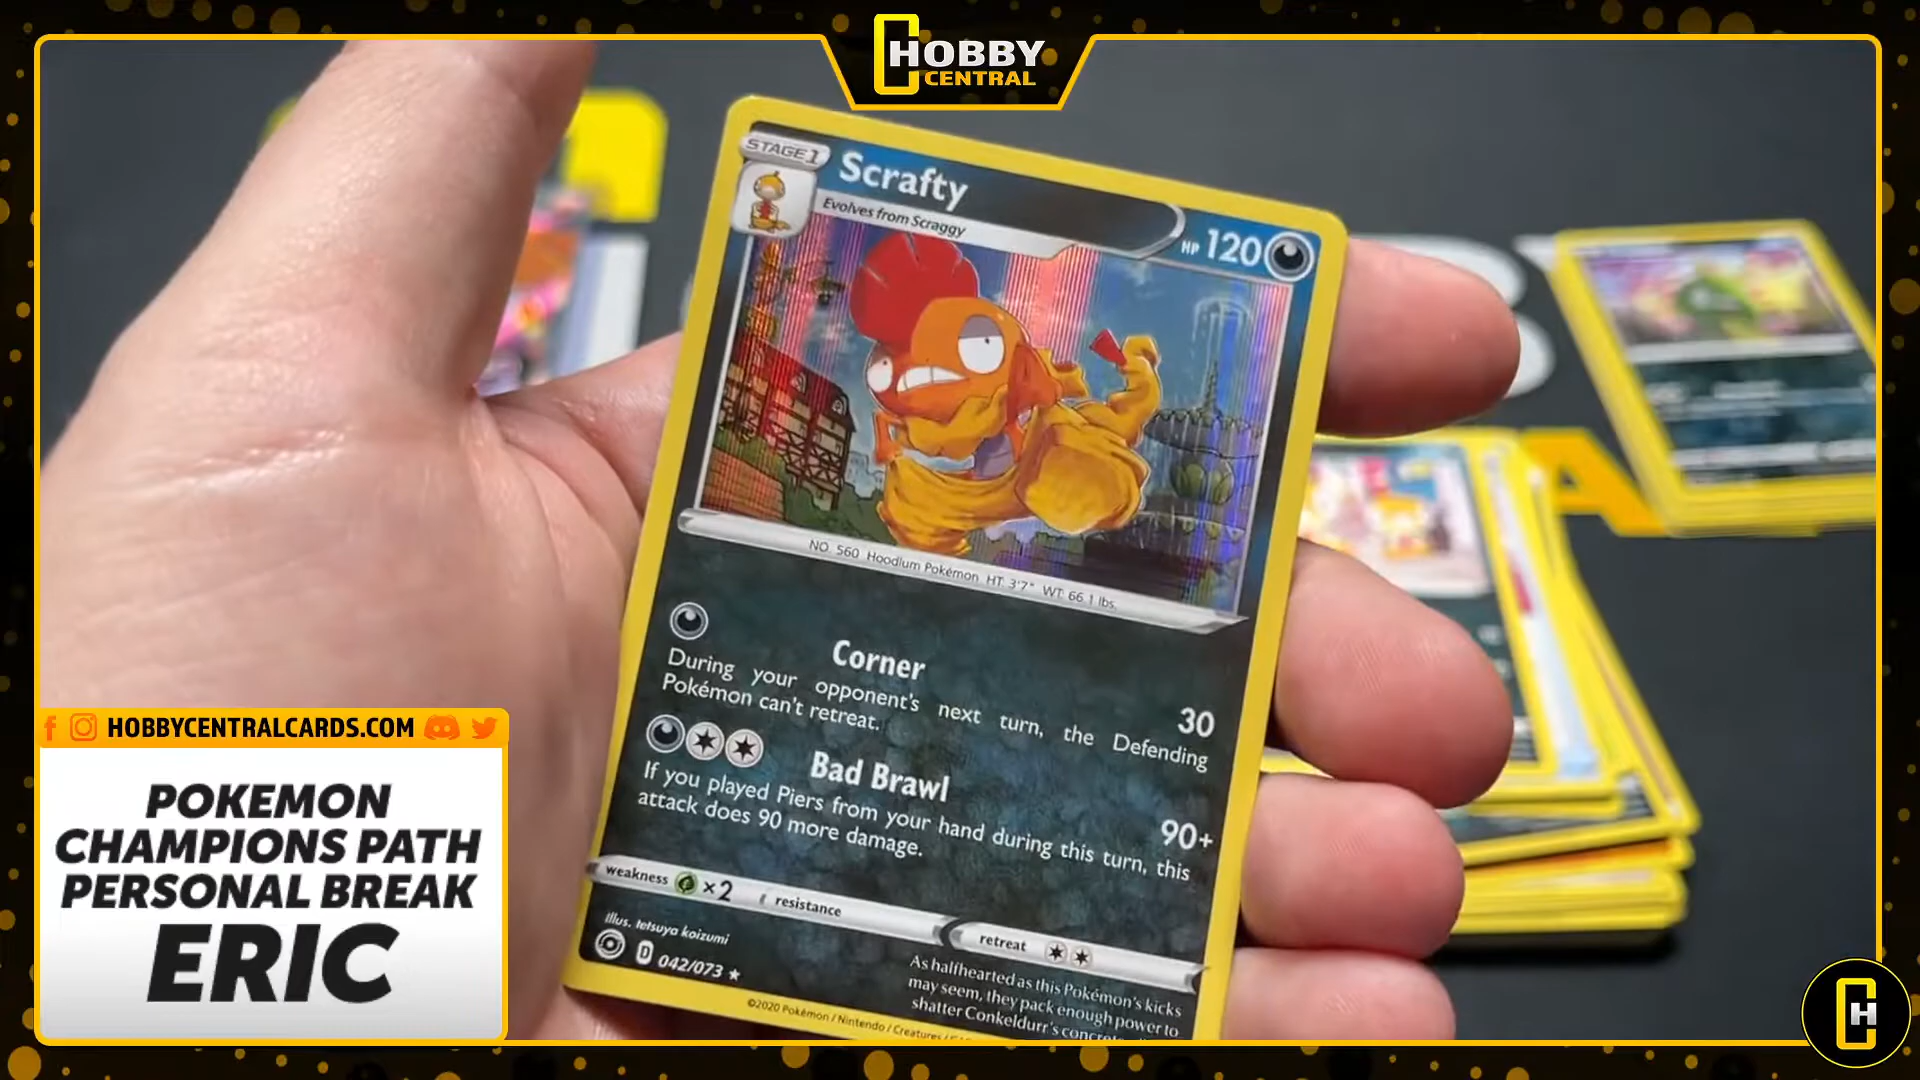 HOBBY
CENTRAL
STAGE 1
Scrafty
Evolves from Scraggy
HP 120
NO. 560 Hoodlum Pokémon HT: 3'7" WT: 66.1 lbs.
Corner
30
During your opponent's next turn, the Defending
Pokémon can't retreat.
Bad Brawl
90+
If you played Piers from your hand during this turn, this
attack does 90 more damage.
weakness ×2 resistance
retreat
Illus. tetsuya koizumi
D 042/073 ★
As halfhearted as this Pokémon's kicks
may seem, they pack enough power to
shatter Conkeldurr's
©2020 Pokémon / Nintendo / Creatures /
HOBBYCENTRALCARDS.COM
POKEMON
CHAMPIONS PATH
PERSONAL BREAK
ERIC
CH